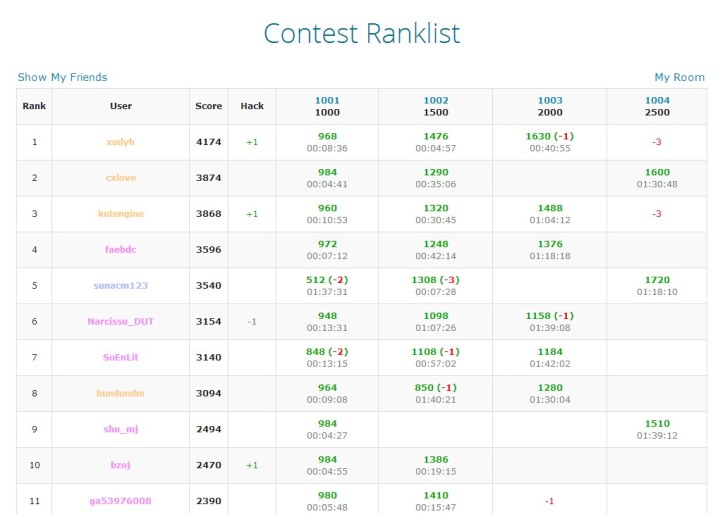 Contest Ranklist
Show My Friends My Room
Rank User Score Hack 1001 1000 1002 1500 1003 2000 1004 2500
1 xudyh 4174 +1 968 1476 1630 (-1) -3
00:08:36 00:04:57 00:40:55
2 cxlove 3874 984 1290 1600
00:04:41 00:35:06 01:30:48
3 kutengine 3868 +1 960 1320 1488 -3
00:10:53 00:30:45 01:04:12
4 faebdc 3596 972 1248 1376
00:07:12 00:42:14 01:18:18
5 sunacm123 3540 512 (-2) 1308 (-3) 1720
01:37:31 00:07:28 01:18:10
6 Narcissu_DUT 3154 -1 948 1098 1158 (-1)
00:13:31 01:07:26 01:39:08
7 SoEnLit 3140 848 (-2) 1108 (-1) 1184
00:13:15 00:57:02 01:42:02
8 hundundm 3094 964 850 (-1) 1280
00:09:08 01:40:21 01:30:04
9 shu_mj 2494 984 1510
00:04:27 01:39:12
10 bzoj 2470 +1 984 1386
00:04:55 00:19:15
11 ga53976008 2390 980 1410 -1
00:05:48 00:15:47